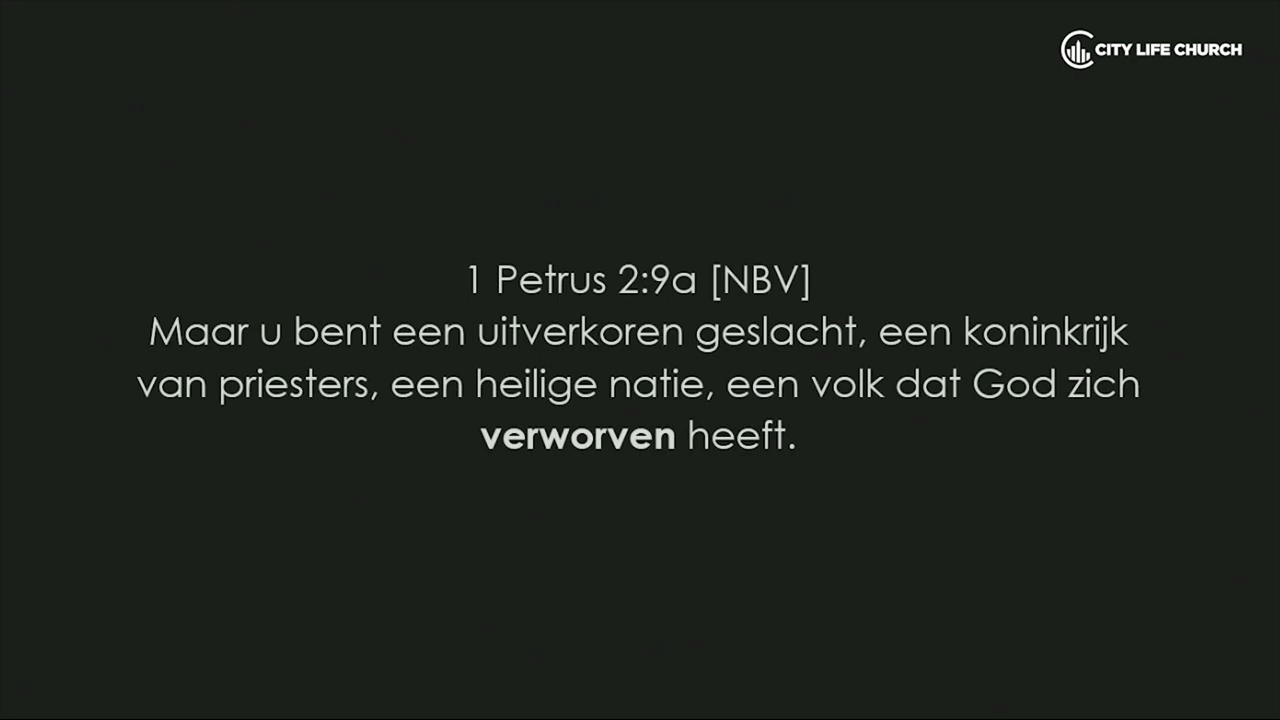 CITY LIFE CHURCH
1 Petrus 2:9a [NBV]
Maar u bent een uitverkoren geslacht, een koninkrijk
van priesters, een heilige natie, een volk dat God zich
verworven heeft.